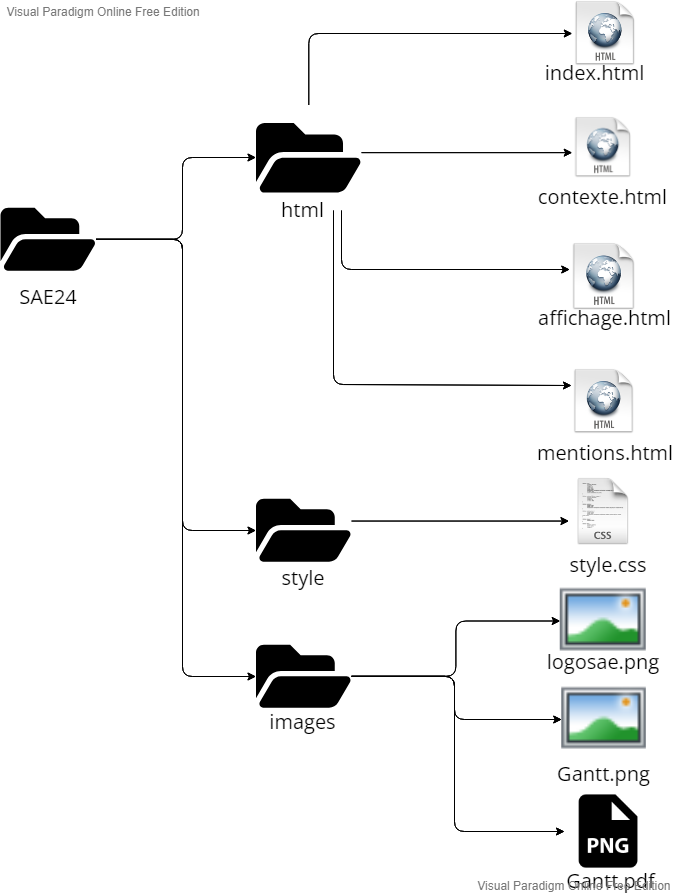 Visual Paradigm Online Free Edition
HTML
index.html
HTML
contexte.html
html
SAE24
HTML
affichage.html
HTML
mentions.html
CSS
style.css
style
logosae.png
images
Gantt.png
PNG
Gantt.pdf
Visual Paradigm Online Free Edition